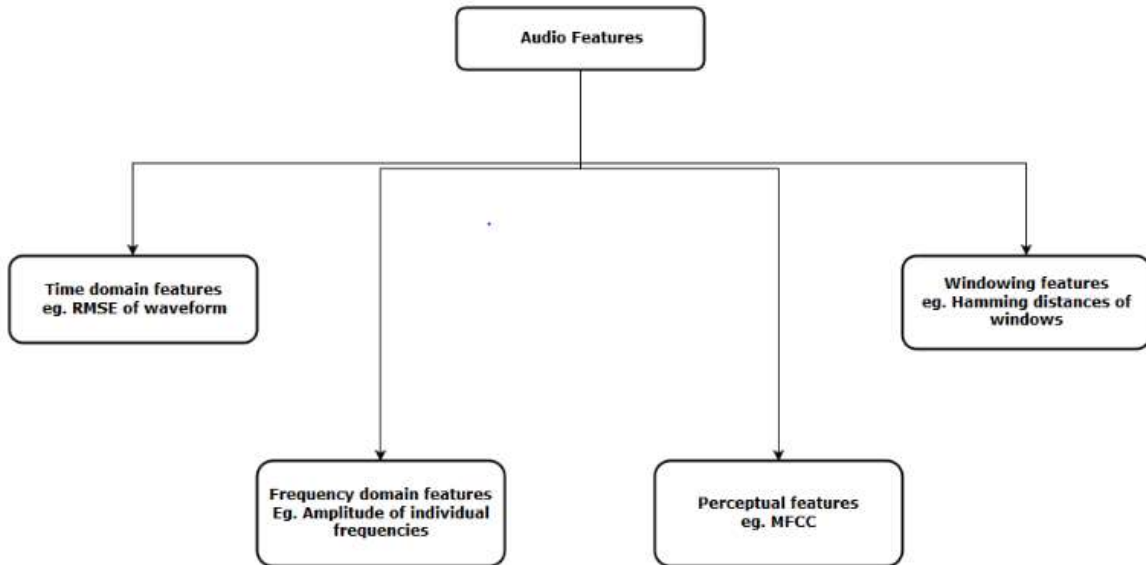 Audio Features
Time domain features
eg. RMSE of waveform
Windowing features
eg. Hamming distances of
windows
Frequency domain features
Eg. Amplitude of individual
frequencies
Perceptual features
eg. MFCC